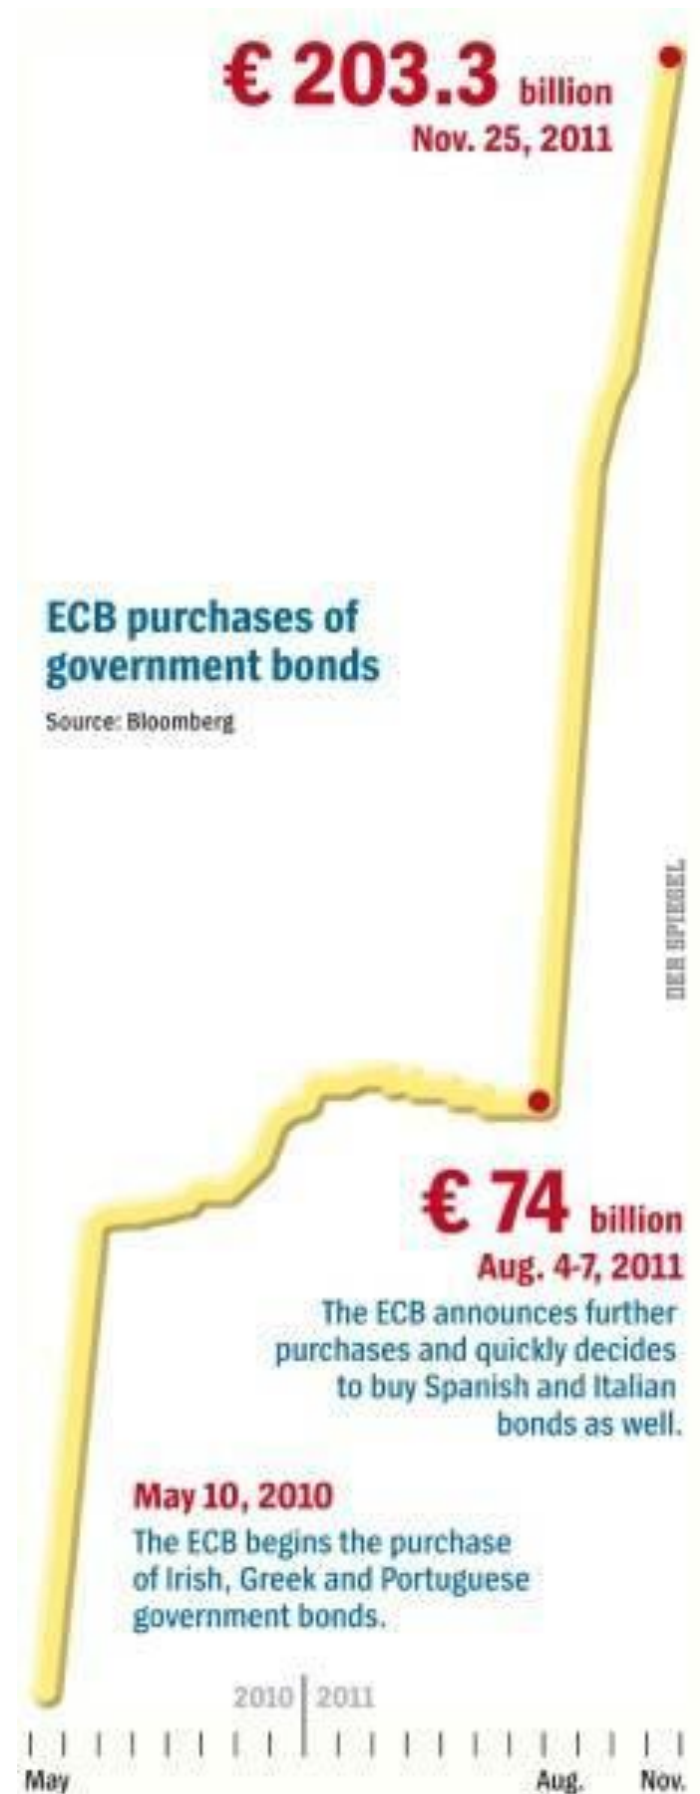 € 203.3 billion
Nov. 25, 2011
ECB purchases of
government bonds
Source: Bloomberg
DER SPIEGEL
€ 74 billion
Aug. 4-7, 2011
The ECB announces further
purchases and quickly decides
to buy Spanish and Italian
bonds as well.
May 10, 2010
The ECB begins the purchase
of Irish, Greek and Portuguese
government bonds.
2010 2011
May Aug. Nov.